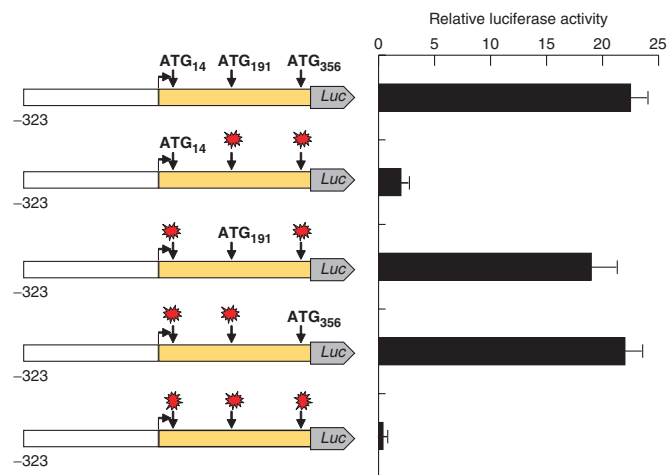 Relative luciferase activity
0 5 10 15 20 25
ATG14 ATG191 ATG356
Luc
−323
ATG14
Luc
−323
ATG191
Luc
−323
ATG356
Luc
−323
Luc
−323